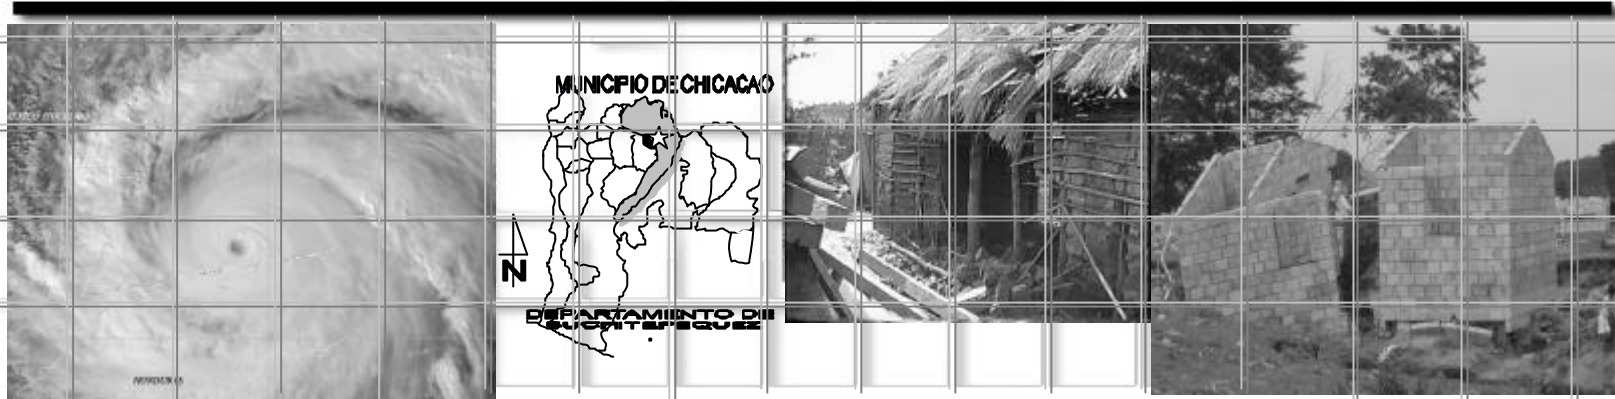 MUNICIPIO DE CHICACAO
N
DEPARTAMENTO DE
SUCHITEPEQUEZ